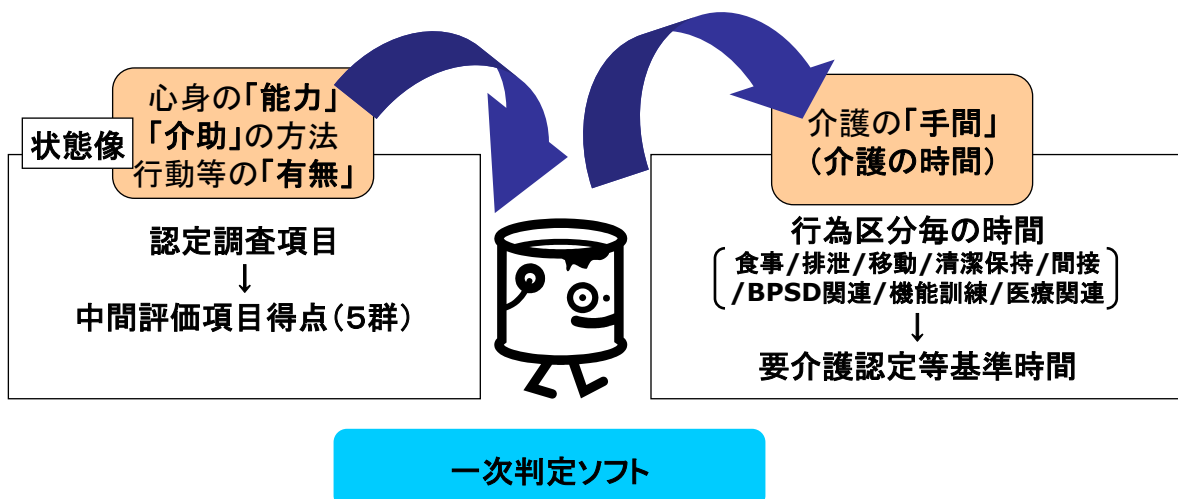 状態像
心身の「能力」
「介助」の方法
行動等の「有無」
認定調査項目
↓
中間評価項目得点(5群)
介護の「手間」
(介護の時間)
行為区分毎の時間
食事/排泄/移動/清潔保持/間接
/BPSD関連/機能訓練/医療関連
↓
要介護認定等基準時間
一次判定ソフト